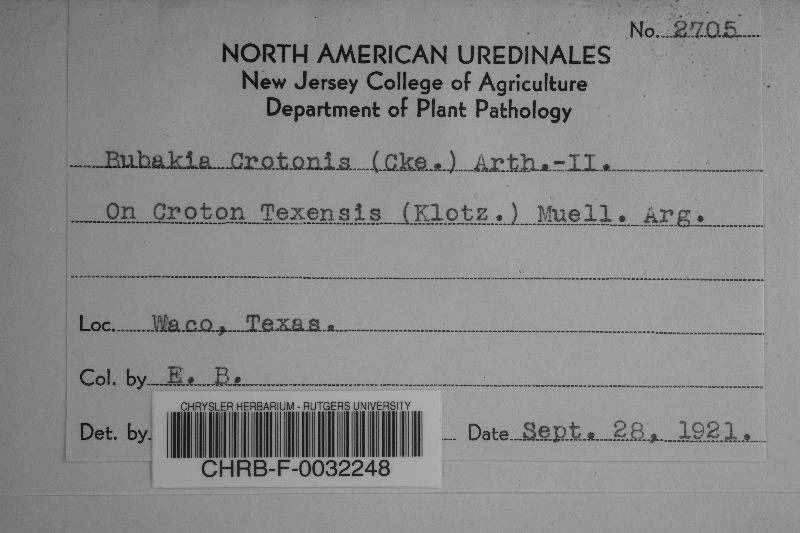 No. 2705
NORTH AMERICAN UREDINALES
New Jersey College of Agriculture
Department of Plant Pathology
Bubakia Crotonis (Cke.) Arth.-II.
On Croton Texensis (Klotz.) Muell. Arg.
Loc. Waco, Texas.
Col. by E. B.
Det. by Date Sept. 28, 1921.
CHRYSLER HERBARIUM - RUTGERS UNIVERSITY
CHRB-F-0032248